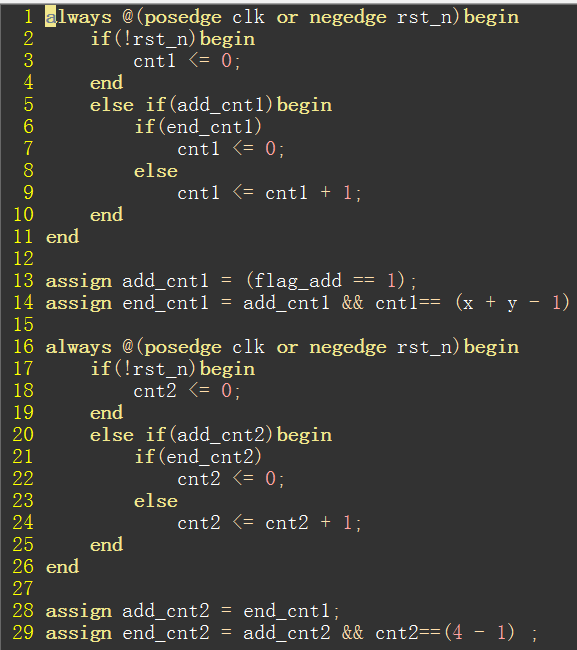 1 always @(posedge clk or negedge rst_n)begin
2     if(!rst_n)begin
3         cnt1 <= 0;
4     end
5     else if(add_cnt1)begin
6         if(end_cnt1)
7             cnt1 <= 0;
8         else
9             cnt1 <= cnt1 + 1;
10     end
11 end
12
13 assign add_cnt1 = (flag_add == 1);
14 assign end_cnt1 = add_cnt1 && cnt1== (x + y - 1)
15
16 always @(posedge clk or negedge rst_n)begin
17     if(!rst_n)begin
18         cnt2 <= 0;
19     end
20     else if(add_cnt2)begin
21         if(end_cnt2)
22             cnt2 <= 0;
23         else
24             cnt2 <= cnt2 + 1;
25     end
26 end
27
28 assign add_cnt2 = end_cnt1;
29 assign end_cnt2 = add_cnt2 && cnt2==(4 - 1) ;